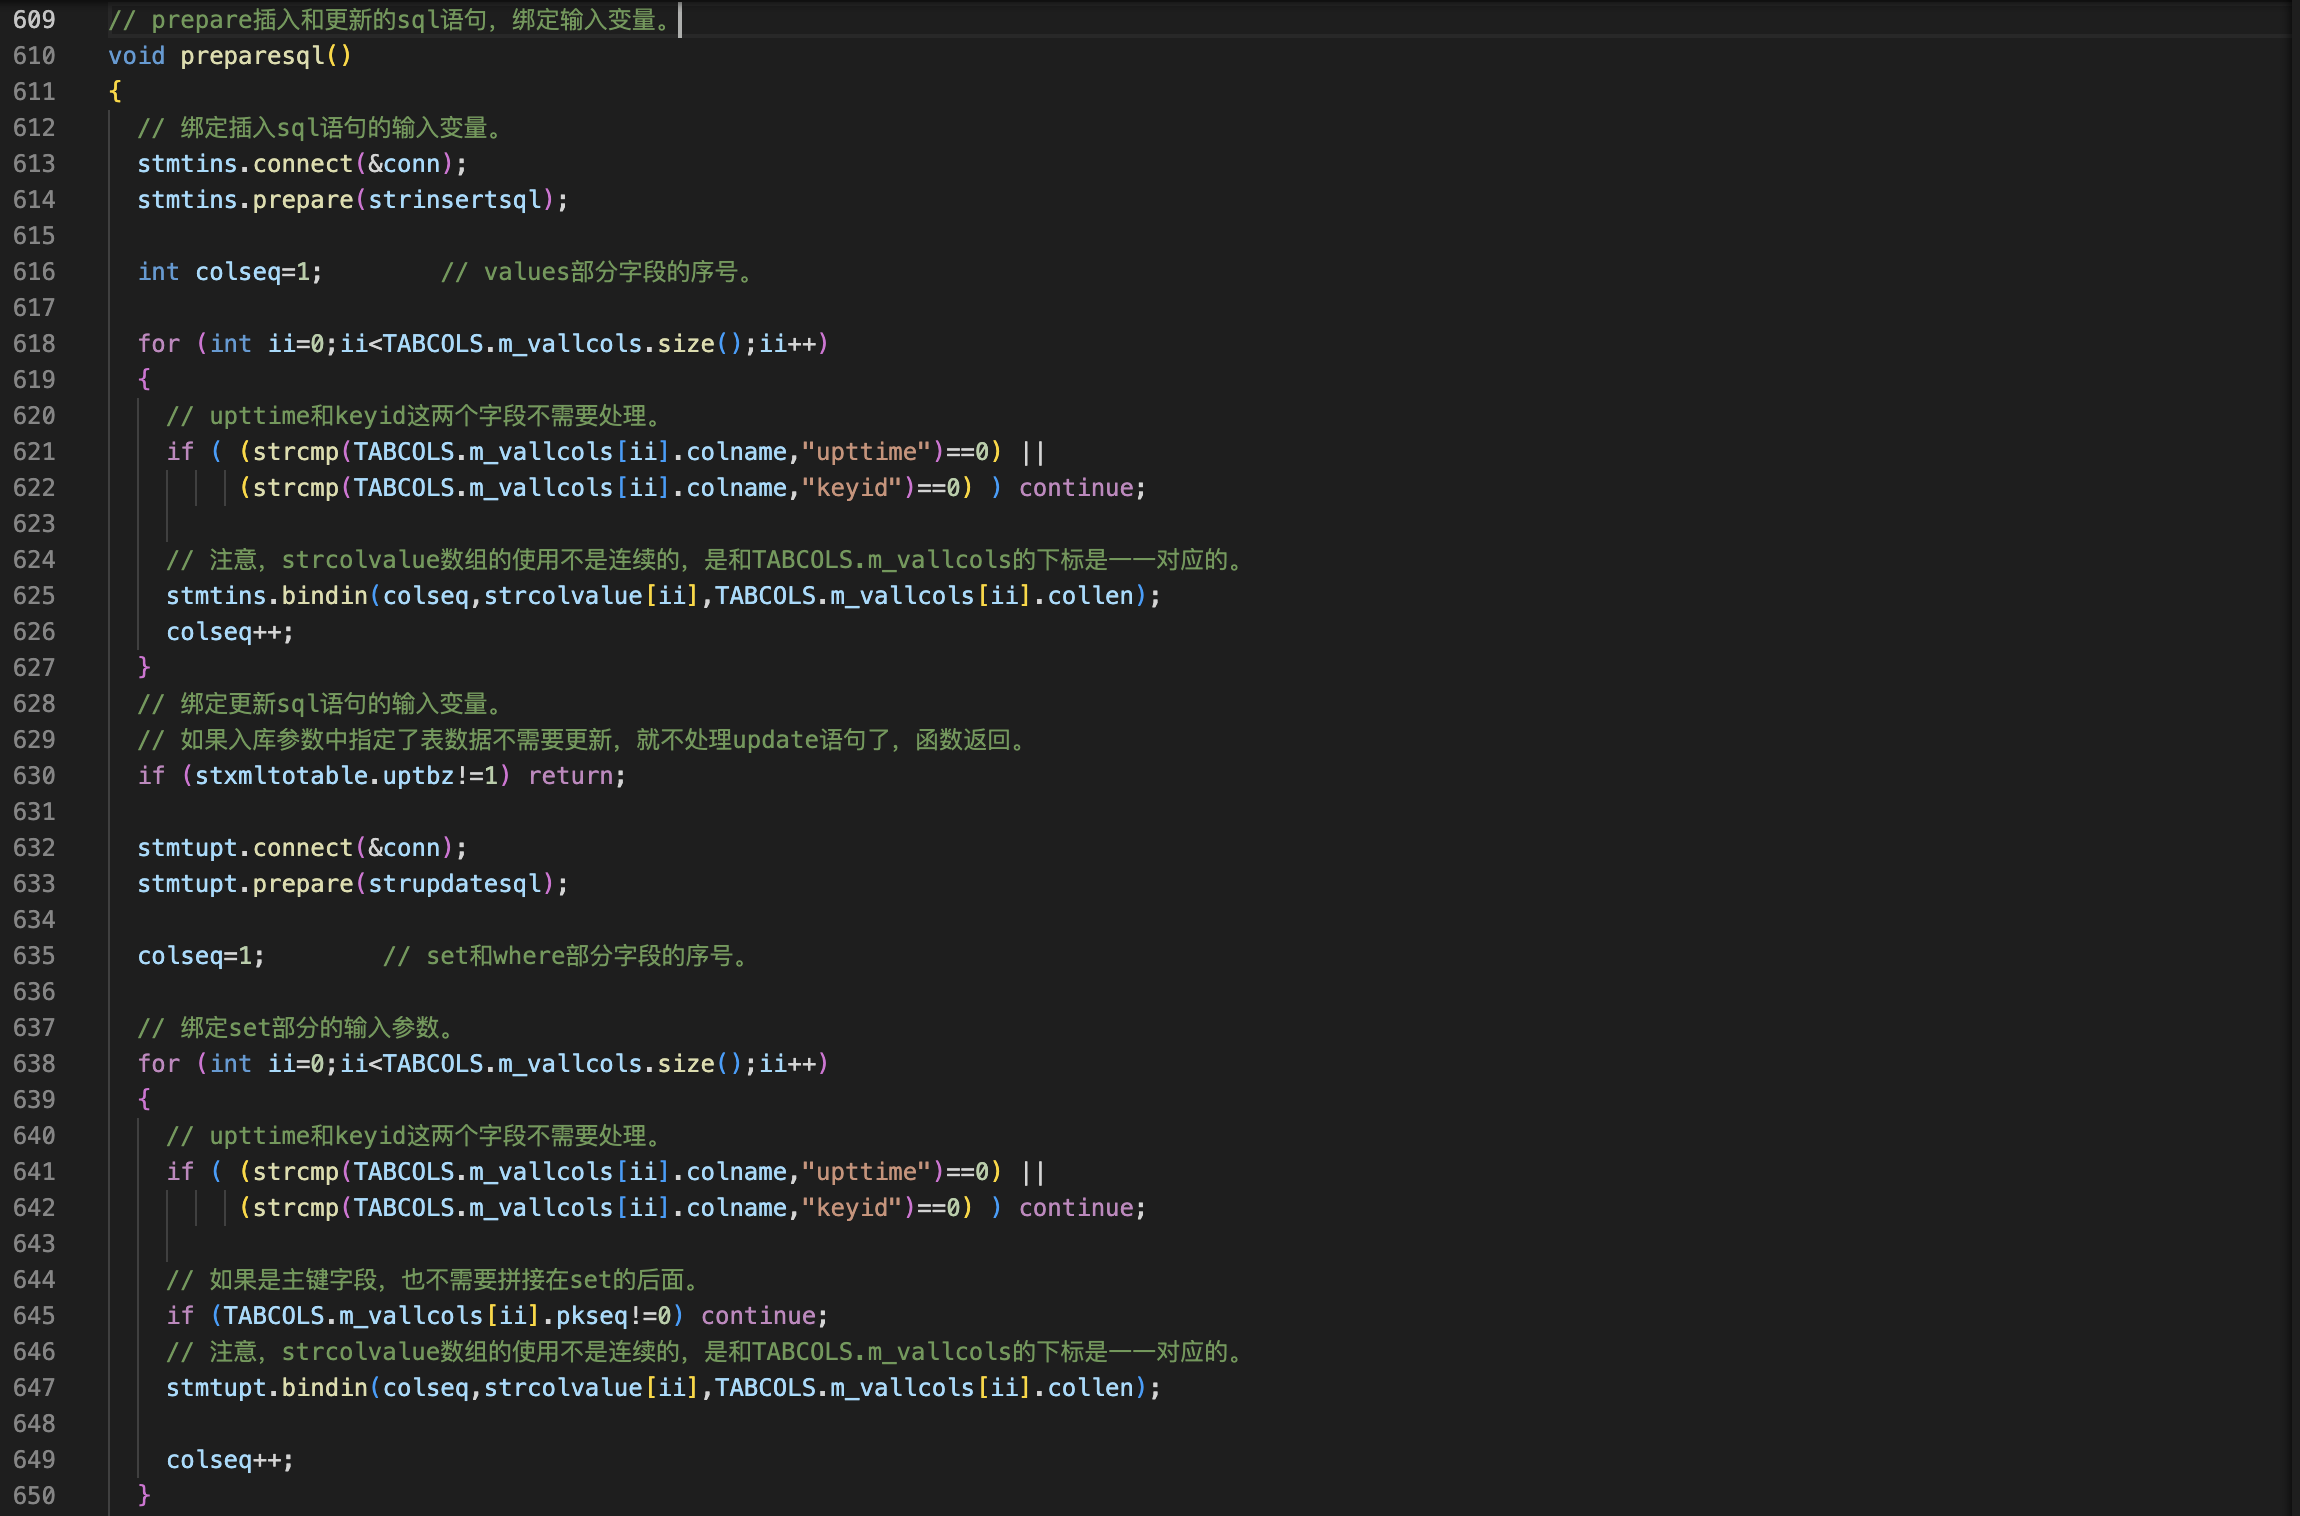 609 // prepare插入和更新的sql语句，绑定输入变量。
610 void preparesql()
611 {
612   // 绑定插入sql语句的输入变量。
613   stmtins.connect(&conn);
614   stmtins.prepare(strinsertsql);
615
616   int colseq=1;        // values部分字段的序号。
617
618   for (int ii=0;ii<TABCOLS.m_vallcols.size();ii++)
619   {
620     // upttime和keyid这两个字段不需要处理。
621     if ( (strcmp(TABCOLS.m_vallcols[ii].colname,"upttime")==0) ||
622          (strcmp(TABCOLS.m_vallcols[ii].colname,"keyid")==0) ) continue;
623
624     // 注意，strcolvalue数组的使用不是连续的，是和TABCOLS.m_vallcols的下标是一一对应的。
625     stmtins.bindin(colseq,strcolvalue[ii],TABCOLS.m_vallcols[ii].collen);
626     colseq++;
627   }
628   // 绑定更新sql语句的输入变量。
629   // 如果入库参数中指定了表数据不需要更新，就不处理update语句了，函数返回。
630   if (stxmltotable.uptbz!=1) return;
631
632   stmtupt.connect(&conn);
633   stmtupt.prepare(strupdatesql);
634
635   colseq=1;        // set和where部分字段的序号。
636
637   // 绑定set部分的输入参数。
638   for (int ii=0;ii<TABCOLS.m_vallcols.size();ii++)
639   {
640     // upttime和keyid这两个字段不需要处理。
641     if ( (strcmp(TABCOLS.m_vallcols[ii].colname,"upttime")==0) ||
642          (strcmp(TABCOLS.m_vallcols[ii].colname,"keyid")==0) ) continue;
643
644     // 如果是主键字段，也不需要拼接在set的后面。
645     if (TABCOLS.m_vallcols[ii].pkseq!=0) continue;
646     // 注意，strcolvalue数组的使用不是连续的，是和TABCOLS.m_vallcols的下标是一一对应的。
647     stmtupt.bindin(colseq,strcolvalue[ii],TABCOLS.m_vallcols[ii].collen);
648
649     colseq++;
650   }